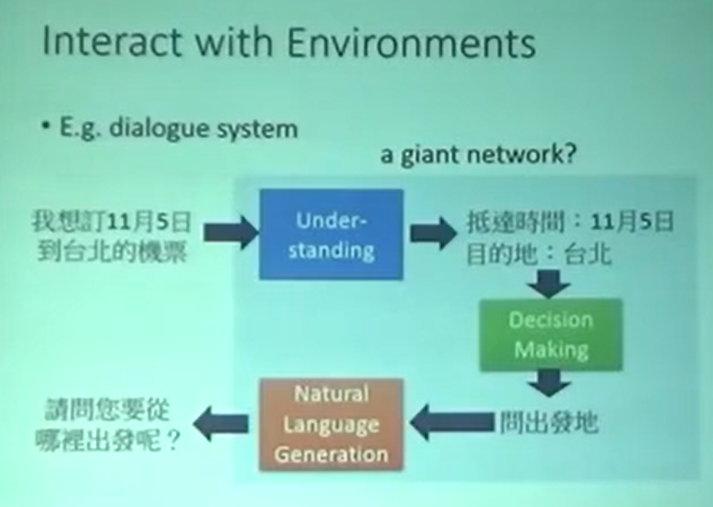 Interact with Environments
• E.g. dialogue system
a giant network?
我想訂11月5日
到台北的機票
Under-
standing
抵達時間：11月5日
目的地：台北
Decision
Making
問出發地
Natural
Language
Generation
請問您要從
哪裡出發呢？